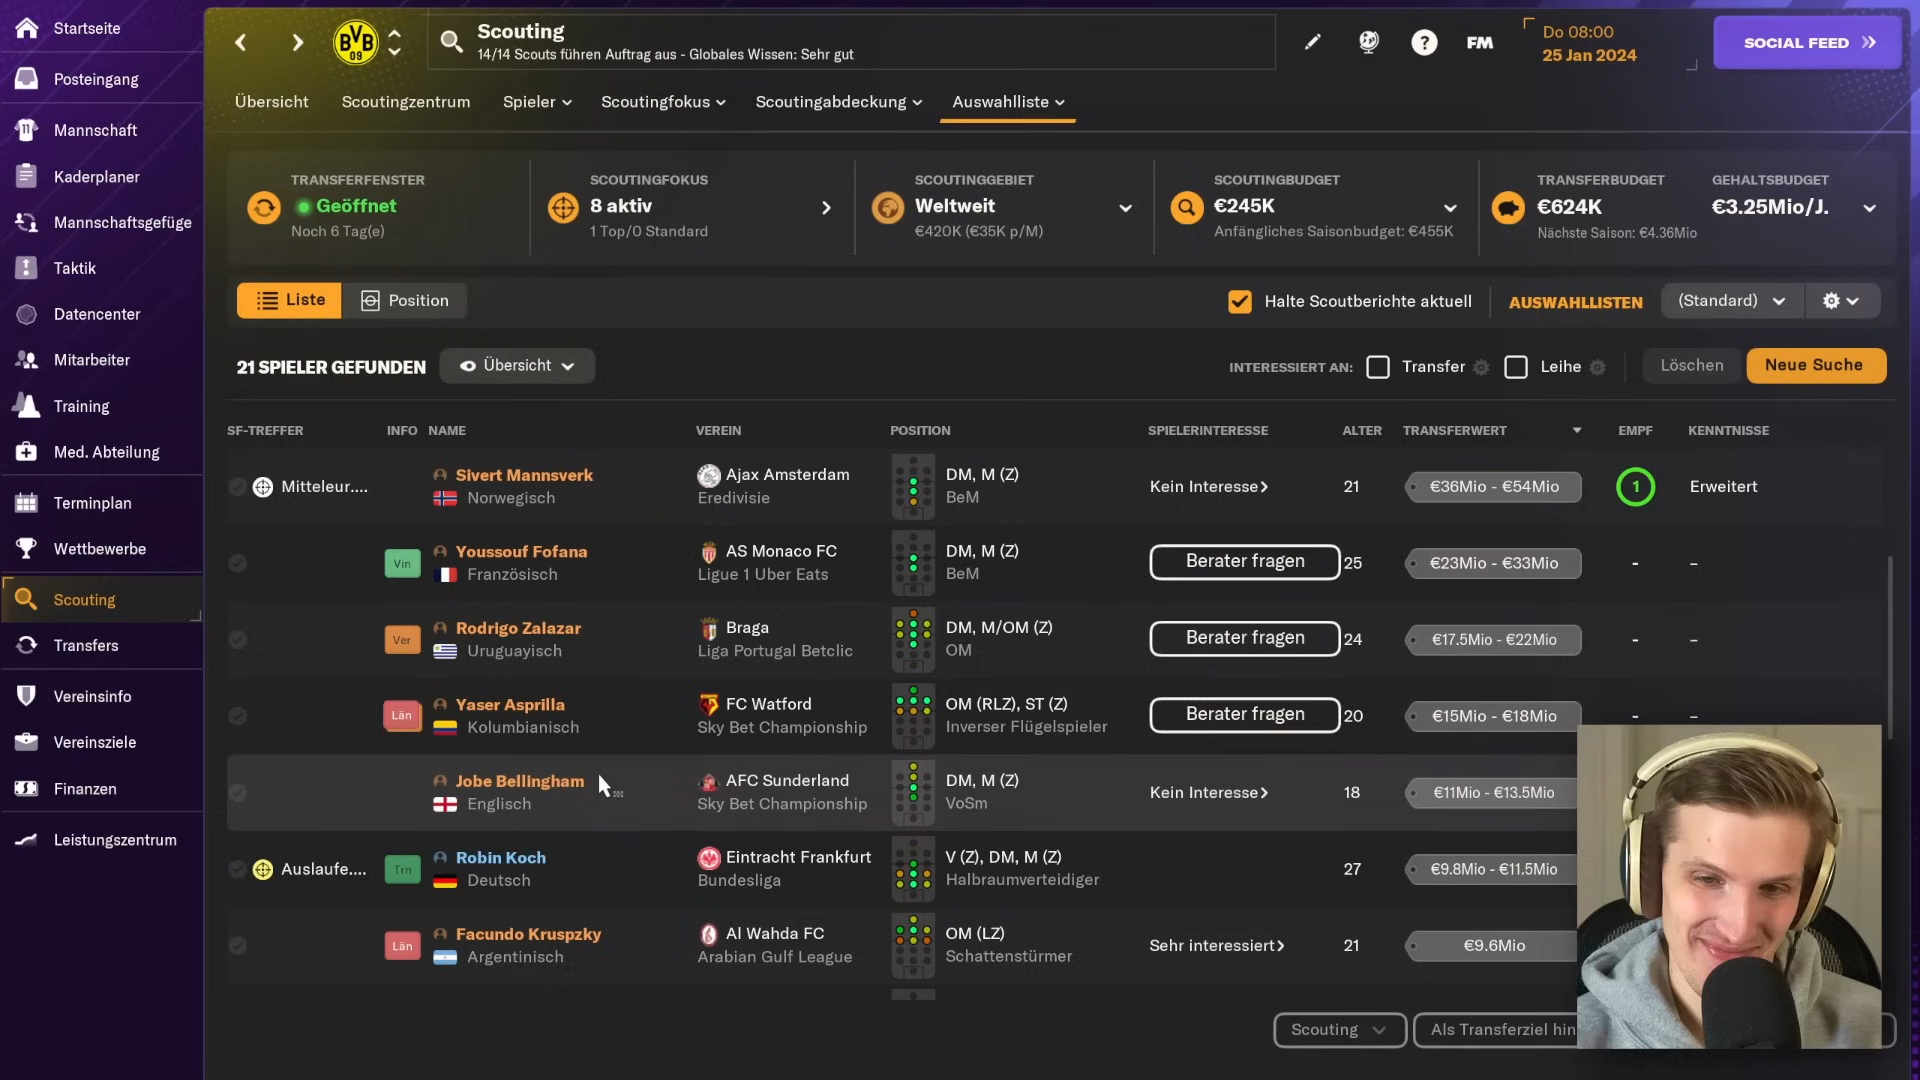 Startseite
Posteingang
Mannschaft
Kaderplaner
Mannschaftsgefüge
Taktik
Datencenter
Mitarbeiter
Training
Med. Abteilung
Terminplan
Wettbewerbe
Scouting
Transfers
Vereinsinfo
Vereinsziele
Finanzen
Leistungszentrum
BVB 09
Scouting
14/14 Scouts führen Auftrag aus - Globales Wissen: Sehr gut
FM
Do 08:00
25 Jan 2024
SOCIAL FEED
Übersicht Scoutingzentrum Spieler Scoutingfokus Scoutingabdeckung Auswahlliste
TRANSFERFENSTER
Geöffnet
Noch 6 Tag(e)
SCOUTINGFOKUS
8 aktiv
1 Top/0 Standard
SCOUTINGGEBIET
Weltweit
€420K (€35K p/M)
SCOUTINGBUDGET
€245K
Anfängliches Saisonbudget: €455K
TRANSFERBUDGET
€624K
Nächste Saison: €4.36Mio
GEHALTSBUDGET
€3.25Mio/J.
Liste Position
Halte Scoutberichte aktuell
AUSWAHLLISTEN
(Standard)
21 SPIELER GEFUNDEN
Übersicht
INTERESSIERT AN: Transfer Leihe
Löschen
Neue Suche
SF-TREFFER INFO NAME VEREIN POSITION SPIELERINTERESSE ALTER TRANSFERWERT EMPF KENNTNISSE
Mitteleur.... Sivert Mannsverk Ajax Amsterdam DM, M (Z) Kein Interesse 21 €36Mio - €54Mio 1 Erweitert
Norwegisch Eredivisie BeM
Vin Youssouf Fofana AS Monaco FC DM, M (Z) Berater fragen 25 €23Mio - €33Mio - -
Französisch Ligue 1 Uber Eats BeM
Ver Rodrigo Zalazar Braga DM, M/OM (Z) Berater fragen 24 €17.5Mio - €22Mio - -
Uruguayisch Liga Portugal Betclic OM
Län Yaser Asprilla FC Watford OM (RLZ), ST (Z) Berater fragen 20 €15Mio - €18Mio - -
Kolumbianisch Sky Bet Championship Inverser Flügelspieler
Jobe Bellingham AFC Sunderland DM, M (Z) Kein Interesse 18 €11Mio - €13.5Mio
Englisch Sky Bet Championship VoSm
Auslaufe.... Trn Robin Koch Eintracht Frankfurt V (Z), DM, M (Z) 27 €9.8Mio - €11.5Mio
Deutsch Bundesliga Halbraumverteidiger
Län Facundo Kruspzky Al Wahda FC OM (LZ) Sehr interessiert 21 €9.6Mio
Argentinisch Arabian Gulf League Schattenstürmer
Scouting
Als Transferziel hin